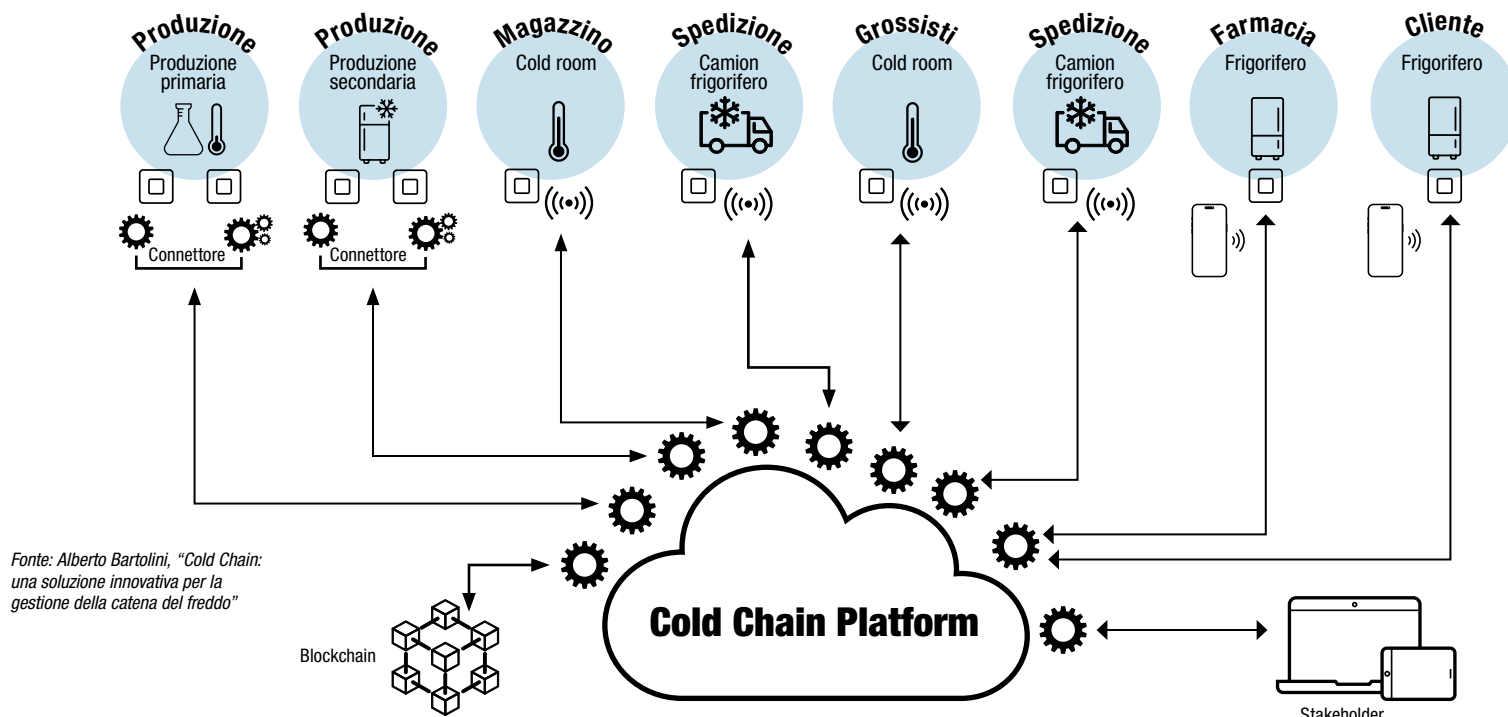 Produzione
Produzione
primaria
Connettore
Produzione
Produzione
secondaria
Connettore
Magazzino
Cold room
Spedizione
Camion
frigorifero
Grossisti
Cold room
Spedizione
Camion
frigorifero
Farmacia
Frigorifero
Cliente
Frigorifero
Fonte: Alberto Bartolini, “Cold Chain:
una soluzione innovativa per la
gestione della catena del freddo”
Blockchain
Cold Chain Platform
Stakeholder